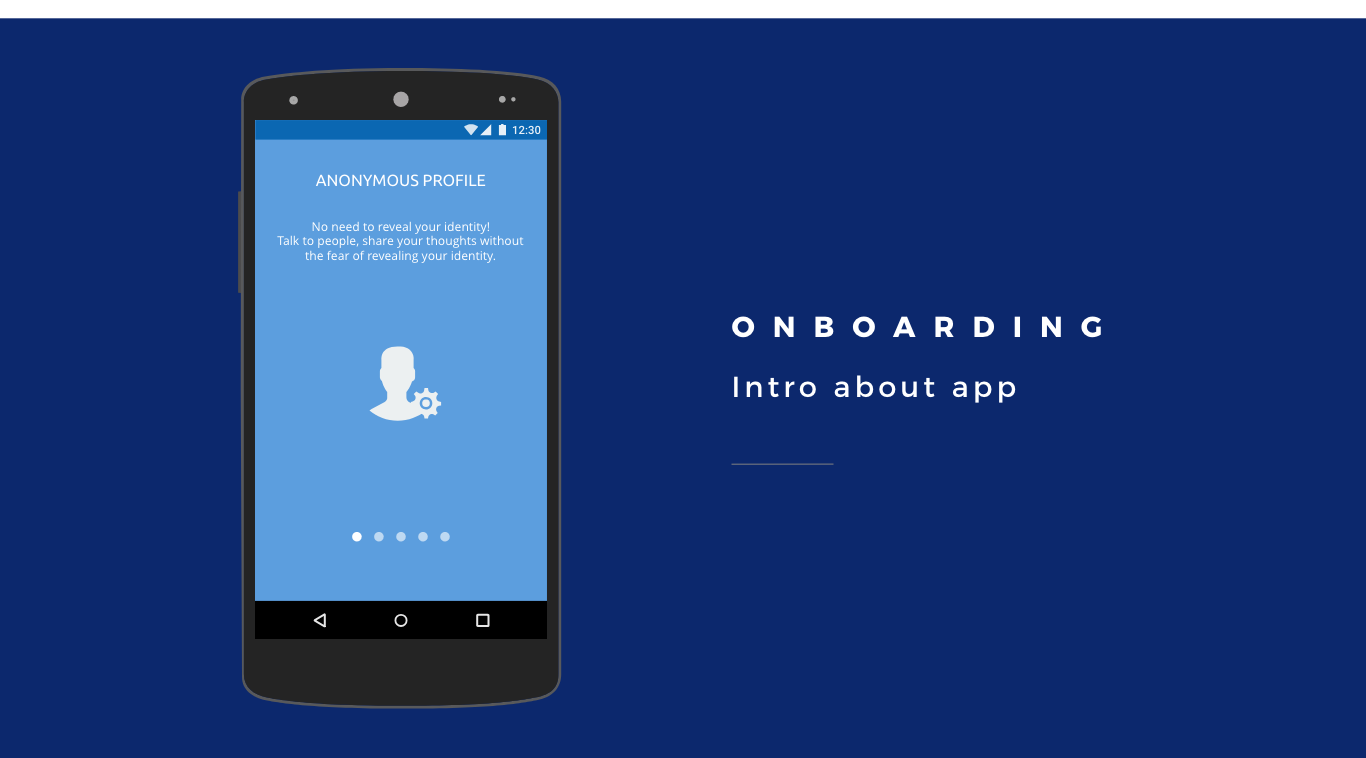 12:30
ANONYMOUS PROFILE
No need to reveal your identity!
Talk to people, share your thoughts without
the fear of revealing your identity.
ONBOARDING
Intro about app